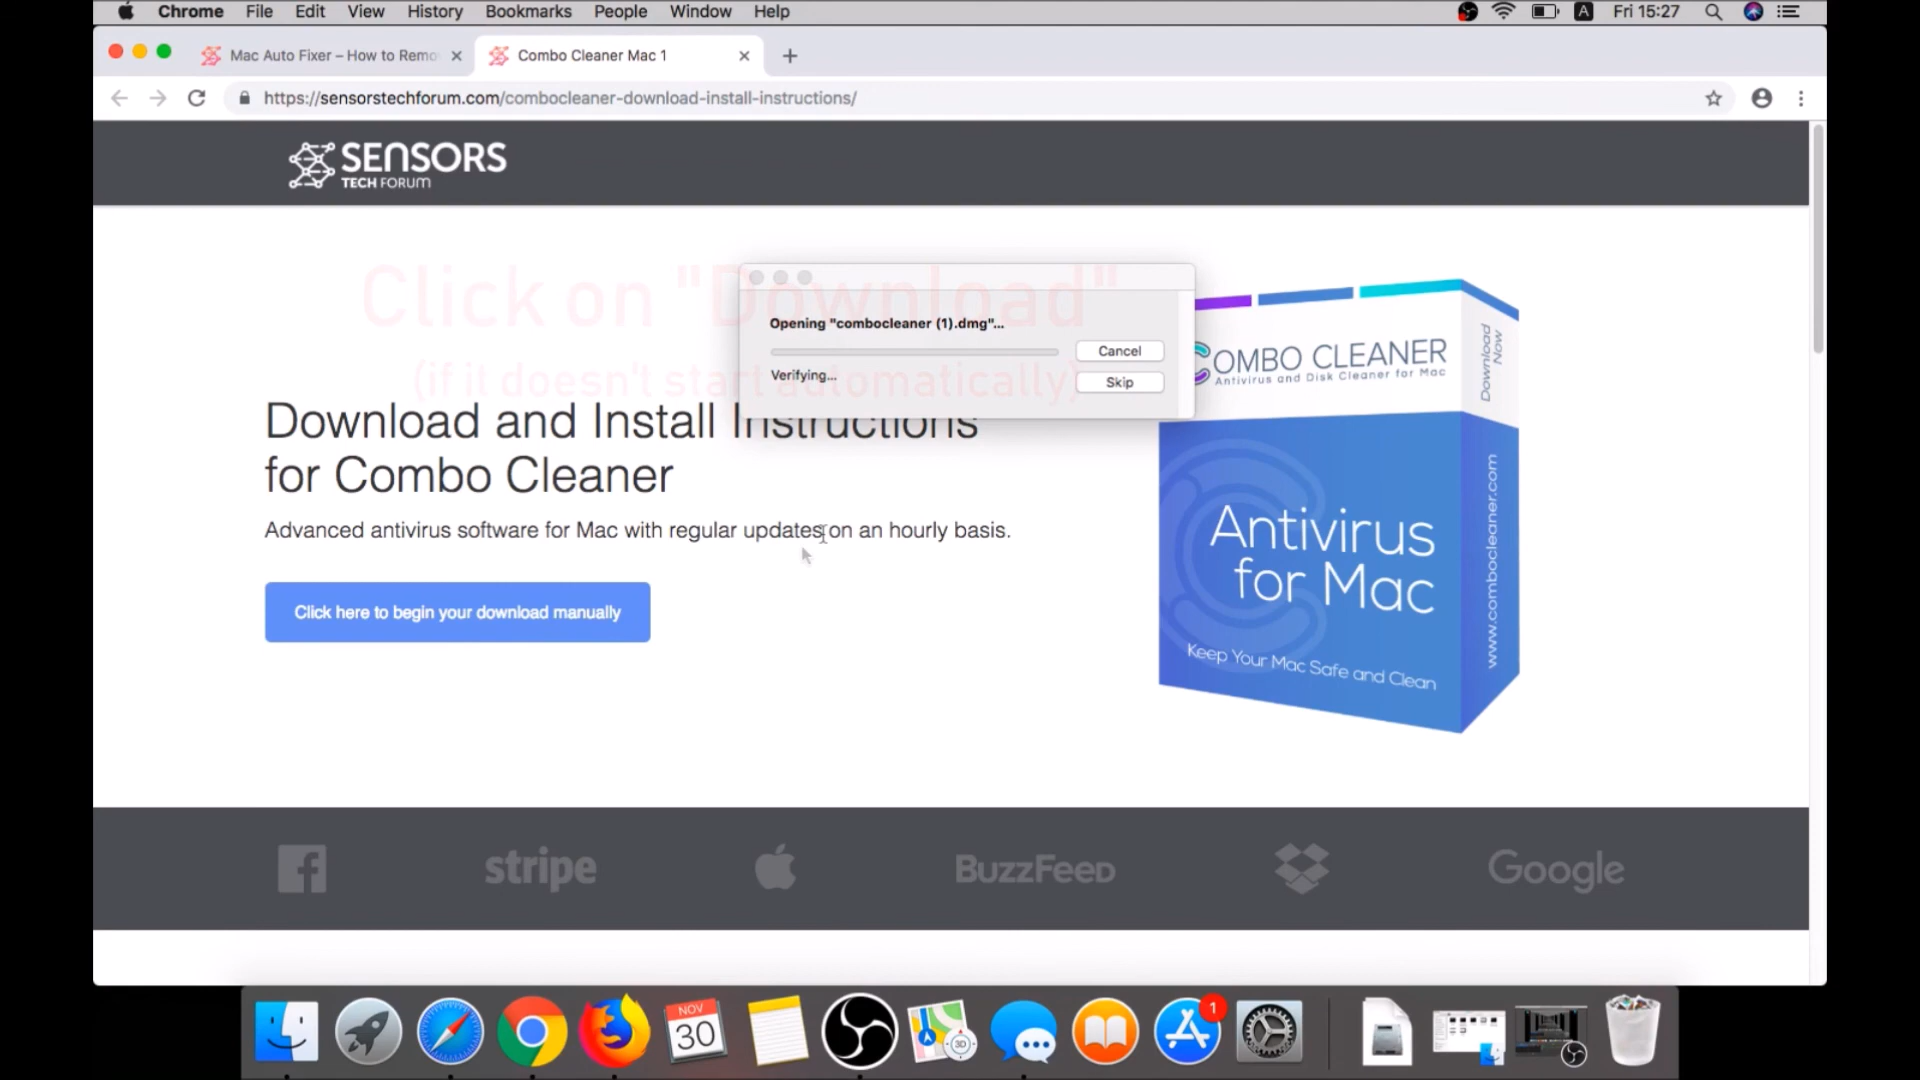 Chrome File Edit View History Bookmarks People Window Help
A Fri 15:27
Mac Auto Fixer – How to Remo
Combo Cleaner Mac 1
https://sensorstechforum.com/combocleaner-download-install-instructions/
SENSORS
TECH FORUM
Click on "Download"
(if it doesn't start automatically)
Opening "combocleaner (1).dmg"...
Cancel
Verifying...
Skip
Download and Install Instructions
for Combo Cleaner
Advanced antivirus software for Mac with regular updates on an hourly basis.
Click here to begin your download manually
COMBO CLEANER
Antivirus and Disk Cleaner for Mac
Download
Now
Antivirus
for Mac
Keep Your Mac Safe and Clean
www.combocleaner.com
stripe
BuzzFeeD
Google
NOV
30
3D
1